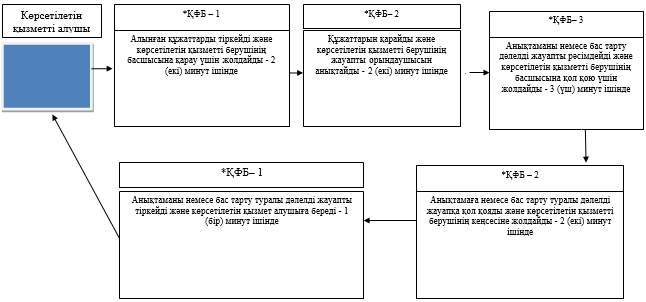 Көрсетілетін
қызметті алушы
*ҚФБ – 1
Алынған құжаттарды тіркейді және
көрсетілетін қызметті берушінің
басшысына қарау үшін жолдайды - 2
(екі) минут ішінде
*ҚФБ– 2
Құжаттарын қарайды және
көрсетілетін қызметті берушінің
жауапты орындаушысын
анықтайды - 2 (екі) минут ішінде
*ҚФБ– 3
Анықтаманы немесе бас тарту
дәлелді жауапты рәсімдейді және
көрсетілетін қызметті берушінің
басшысына қол қою үшін
жолдайды - 3 (үш) минут ішінде
*ҚФБ– 1
Анықтаманы немесе бас тарту туралы дәлелді жауапты
тіркейді және көрсетілетін қызмет алушыға береді - 1
(бір) минут ішінде
*ҚФБ – 2
Анықтамаға немесе бас тарту туралы дәлелді
жауапқа қол қояды және көрсетілетін қызметті
берушінің кеңсесіне жолдайды - 2 (екі) минут
ішінде